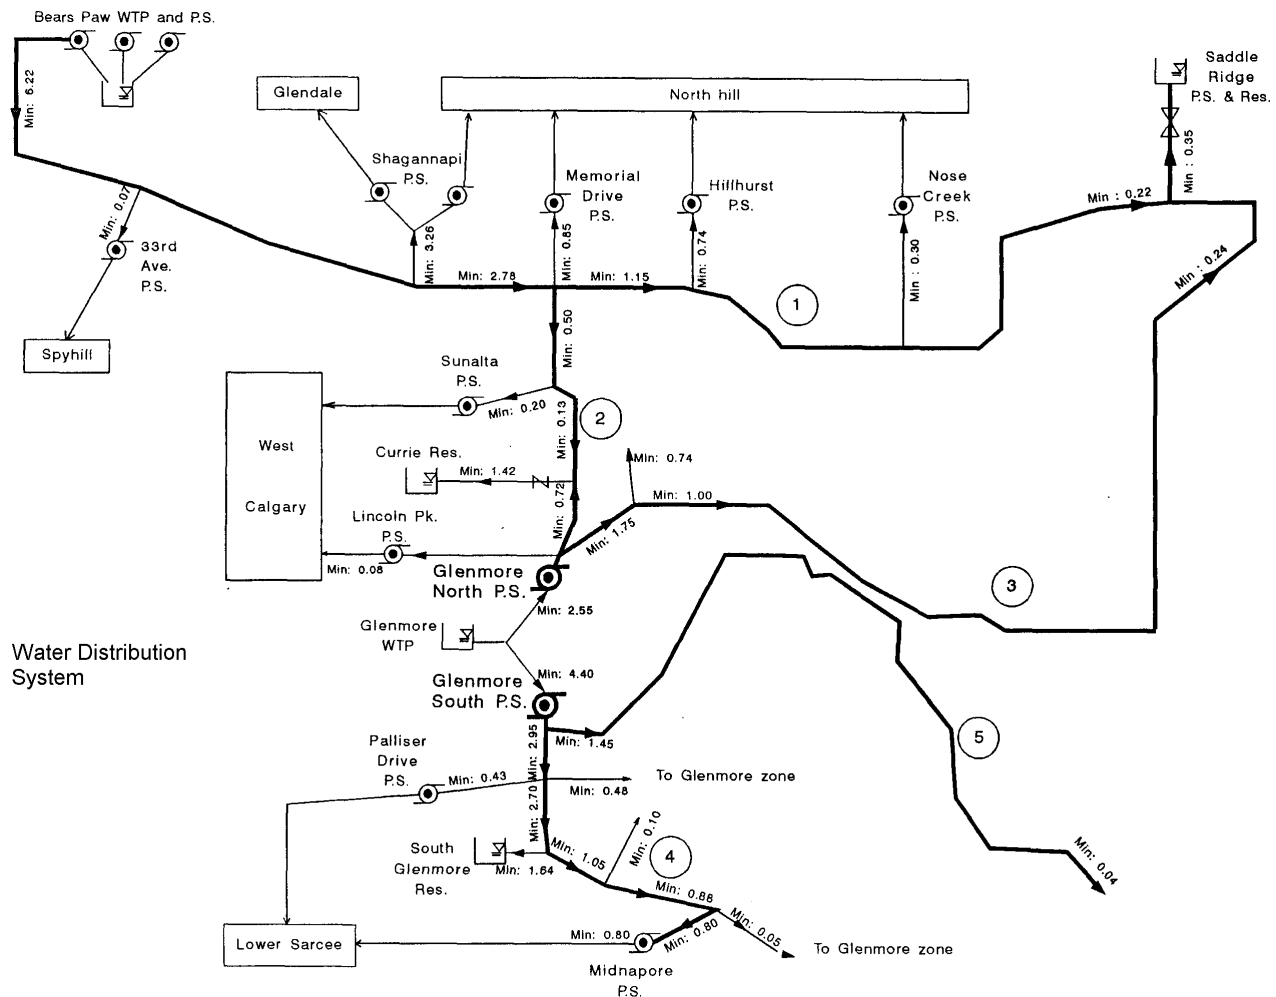 Bears Paw WTP and P.S.
Min: 6.22
Glendale
North hill
Saddle
Ridge
P.S. & Res.
Shagannapi
P.S.
Memorial
Drive
P.S.
Hillhurst
P.S.
Nose
Creek
P.S.
Min : 0.35
Min : 0.22
Min: 0.07
33rd
Ave.
P.S.
Min: 3.26
Min: 0.85
Min: 0.74
Min : 0.30
Min : 0.24
Min: 2.78
Min: 1.15
1
Spyhill
Min: 0.50
Sunalta
P.S.
Min: 0.20
Min: 0.13
2
West
Calgary
Currie Res.
Min: 1.42
Min: 0.74
Min: 0.72
Min: 1.00
Lincoln Pk.
P.S.
Min: 1.75
Min: 0.08
Glenmore
North P.S.
3
Min: 2.55
Glenmore
WTP
Water Distribution
System
Min: 4.40
Glenmore
South P.S.
Min: 2.95
Min: 1.45
5
Palliser
Drive
P.S.
Min: 0.43
To Glenmore zone
Min: 0.48
Min: 2.70
Min: 0.10
South
Glenmore
Res.
Min: 1.64
Min: 1.05
4
Min: 0.04
Min: 0.88
Min: 0.80
Min: 0.05
Lower Sarcee
Min: 0.80
To Glenmore zone
Midnapore
P.S.